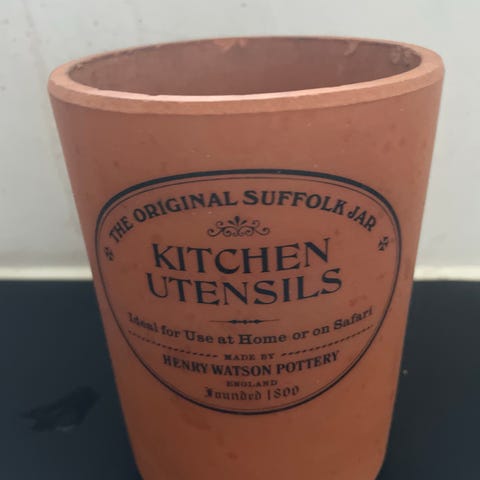 THE ORIGINAL SUFFOLK JAR
KITCHEN
UTENSILS
Ideal for Use at Home or on Safari
MADE BY
HENRY WATSON POTTERY
ENGLAND
Founded 1800